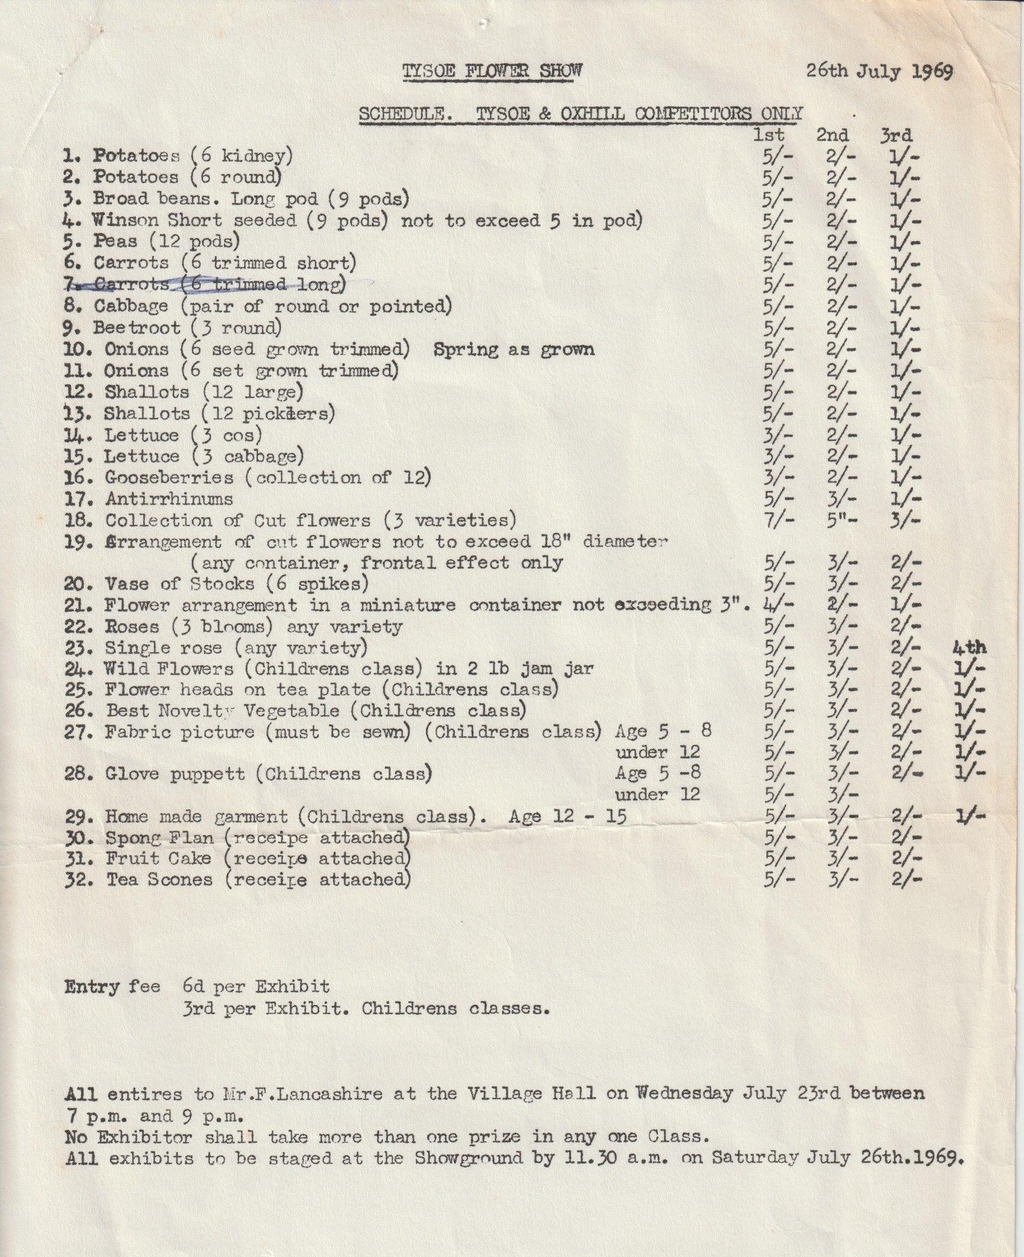 TYSOE FLOWER SHOW 26th July 1969
SCHEDULE. TYSOE & OXHILL COMPETITORS ONLY
1st 2nd 3rd
1. Potatoes (6 kidney) 5/- 2/- 1/-
2. Potatoes (6 round) 5/- 2/- 1/-
3. Broad beans. Long pod (9 pods) 5/- 2/- 1/-
4. Winson Short seeded (9 pods) not to exceed 5 in pod) 5/- 2/- 1/-
5. Peas (12 pods) 5/- 2/- 1/-
6. Carrots (6 trimmed short) 5/- 2/- 1/-
7. Carrots (6 trimmed long) 5/- 2/- 1/-
8. Cabbage (pair of round or pointed) 5/- 2/- 1/-
9. Beetroot (3 round) 5/- 2/- 1/-
10. Onions (6 seed grown trimmed) Spring as grown 5/- 2/- 1/-
11. Onions (6 set grown trimmed) 5/- 2/- 1/-
12. Shallots (12 large) 5/- 2/- 1/-
13. Shallots (12 picklers) 5/- 2/- 1/-
14. Lettuce (3 cos) 3/- 2/- 1/-
15. Lettuce (3 cabbage) 3/- 2/- 1/-
16. Gooseberries (collection of 12) 3/- 2/- 1/-
17. Antirrhinums 5/- 3/- 1/-
18. Collection of Cut flowers (3 varieties) 7/- 5"- 3/-
19. Arrangement of cut flowers not to exceed 18" diameter
(any container, frontal effect only 5/- 3/- 2/-
20. Vase of Stocks (6 spikes) 5/- 3/- 2/-
21. Flower arrangement in a miniature container not exceeding 3". 4/- 2/- 1/-
22. Roses (3 blooms) any variety 5/- 3/- 2/-
23. Single rose (any variety) 5/- 3/- 2/- 4th
24. Wild Flowers (Childrens class) in 2 lb jam jar 5/- 3/- 2/- 1/-
25. Flower heads on tea plate (Childrens class) 5/- 3/- 2/- 1/-
26. Best Novelty Vegetable (Childrens class) 5/- 3/- 2/- 1/-
27. Fabric picture (must be sewn) (Childrens class) Age 5 - 8 5/- 3/- 2/- 1/-
under 12 5/- 3/- 2/- 1/-
28. Glove puppett (Childrens class) Age 5 -8 5/- 3/- 2/- 1/-
under 12 5/- 3/-
29. Home made garment (Childrens class). Age 12 - 15 5/- 3/- 2/- 1/-
30. Spong Flan (receipe attached) 5/- 3/- 2/-
31. Fruit Cake (receipe attached) 5/- 3/- 2/-
32. Tea Scones (receipe attached) 5/- 3/- 2/-
Entry fee 6d per Exhibit
3rd per Exhibit. Childrens classes.
All entires to Mr.F.Lancashire at the Village Hall on Wednesday July 23rd between
7 p.m. and 9 p.m.
No Exhibitor shall take more than one prize in any one Class.
All exhibits to be staged at the Showground by 11.30 a.m. on Saturday July 26th.1969.